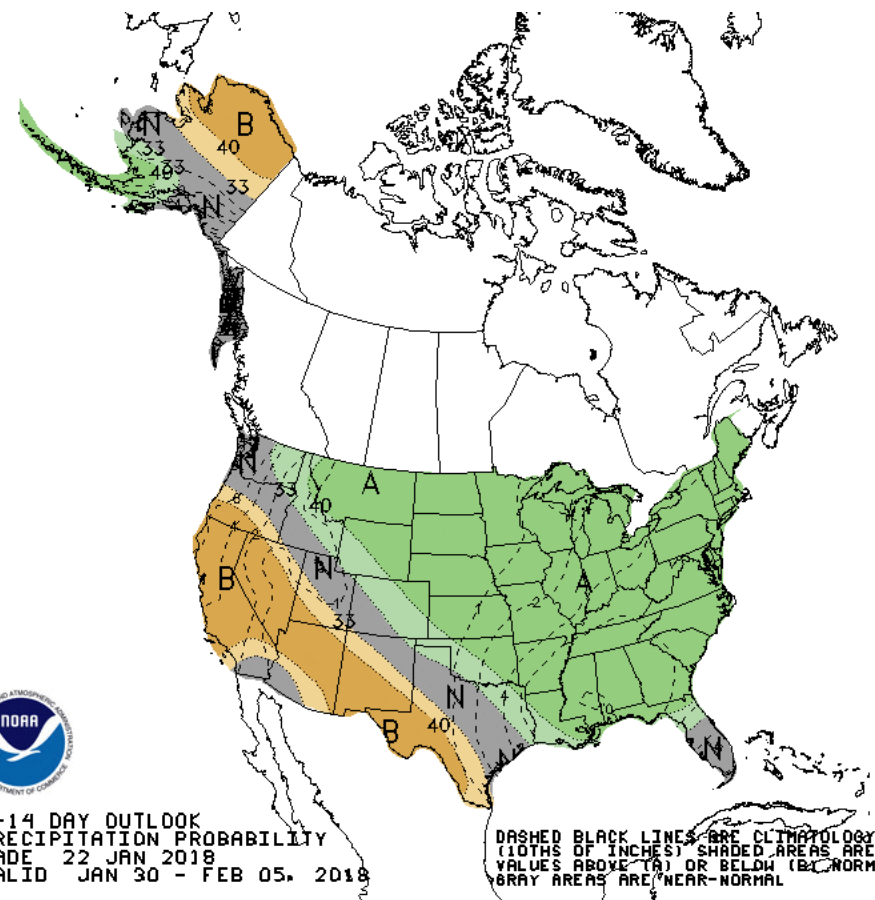 N
B
33
40
33
40
33
N
N
A
33
40
B
N
A
33
N
B
40
N
N
NOAA
-14 DAY OUTLOOK
RECIPITATION PROBABILITY
ADE 22 JAN 2018
ALID JAN 30 - FEB 05, 2018
DASHED BLACK LINES ARE CLIMATOLOGY
(10THS OF INCHES) SHADED AREAS ARE
VALUES ABOVE (A) OR BELOW (B) NORM
GRAY AREAS ARE NEAR-NORMAL